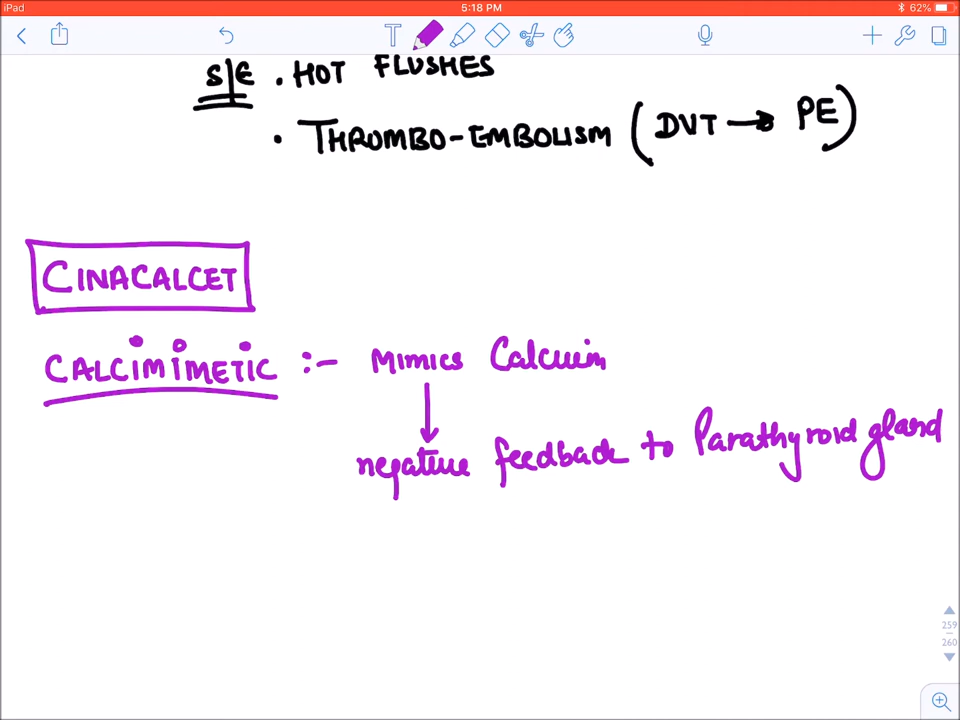 iPad 5:18 PM 62%
T
S/E . HOT FLUSHES
• THROMBO-EMBOLISM (DVT → PE)
CINACALCET
CALCIMIMETIC :- MIMICS Calcuim
negative feedback to Parathyroid gland
259
260